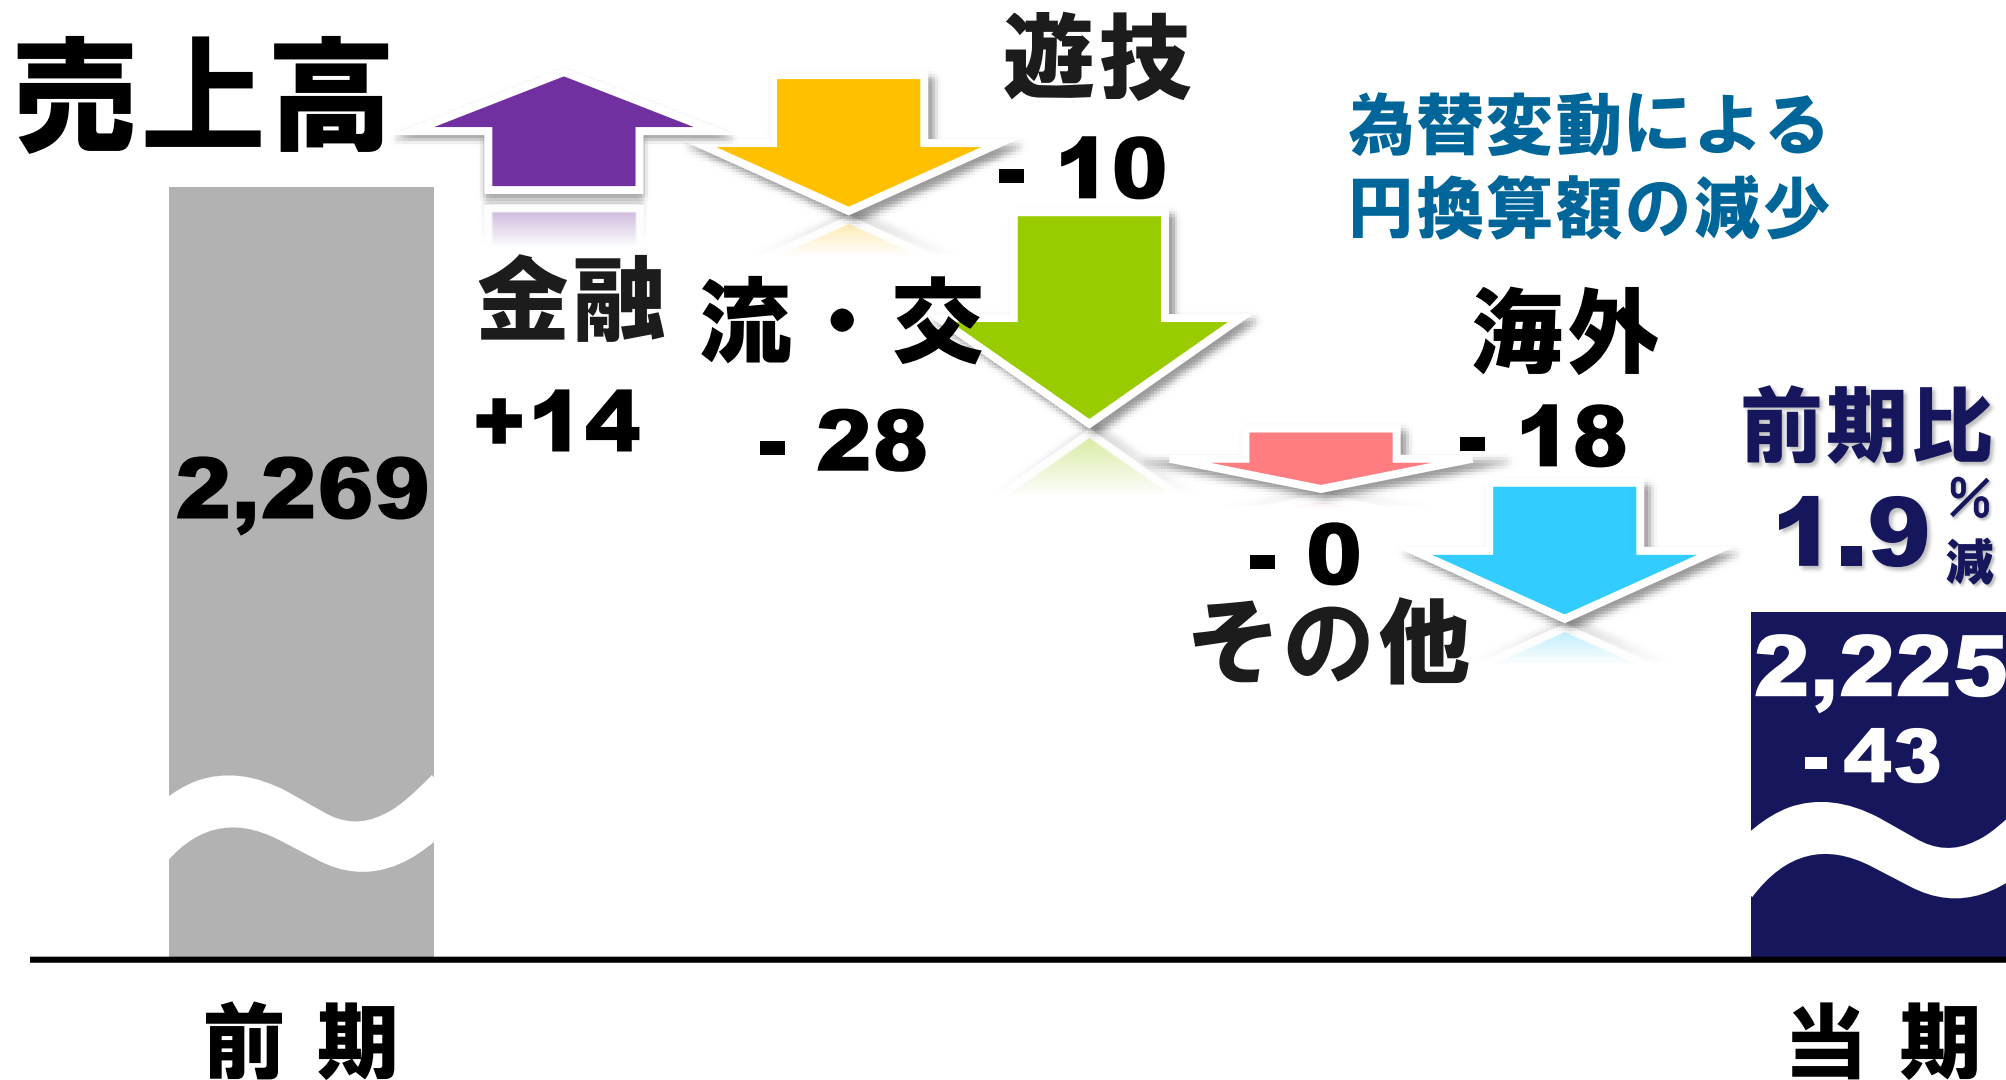 売上高
2,269
金融
+14
流・交
- 28
遊技
- 10
- 0
その他
為替変動による
円換算額の減少
海外
- 18
前期比
1.9%減
2,225
- 43
前 期
当 期